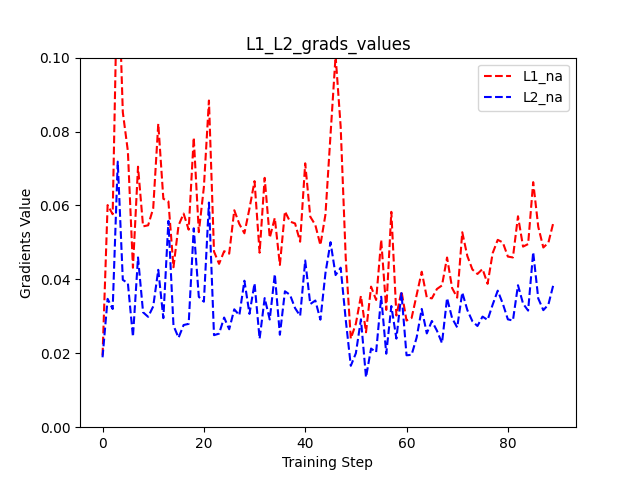 L1_L2_grads_values
L1_na
L2_na
Gradients Value
0.10
0.08
0.06
0.04
0.02
0.00
0
20
40
60
80
Training Step